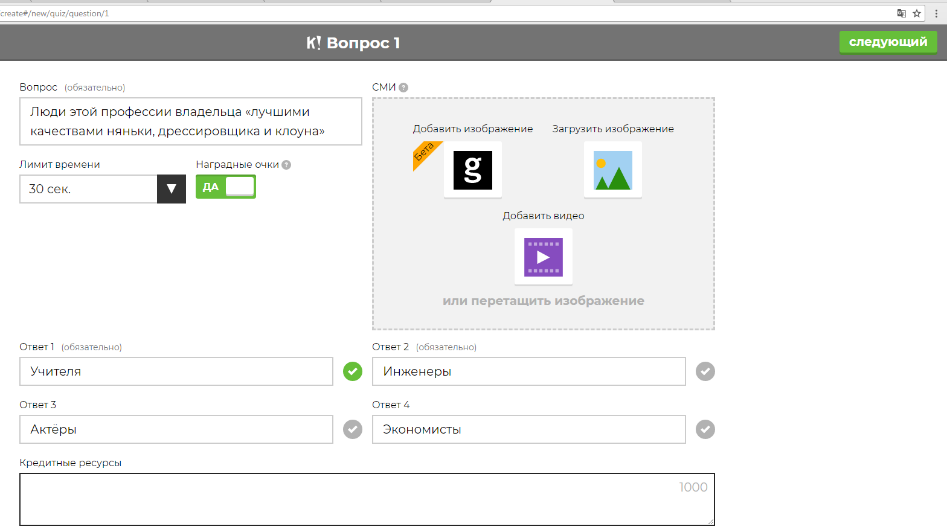 create#/new/quiz/question/1
K! Вопрос 1
следующий
Вопрос (обязательно)
Люди этой профессии владельца «лучшими
качествами няньки, дрессировщика и клоуна»
Лимит времени
Наградные очки ?
30 сек.
ДА
СМИ ?
Добавить изображение
Загрузить изображение
Бета
g
Добавить видео
или перетащить изображение
Ответ 1 (обязательно)
Ответ 2 (обязательно)
Учителя
Инженеры
Ответ 3
Ответ 4
Актёры
Экономисты
Кредитные ресурсы
1000